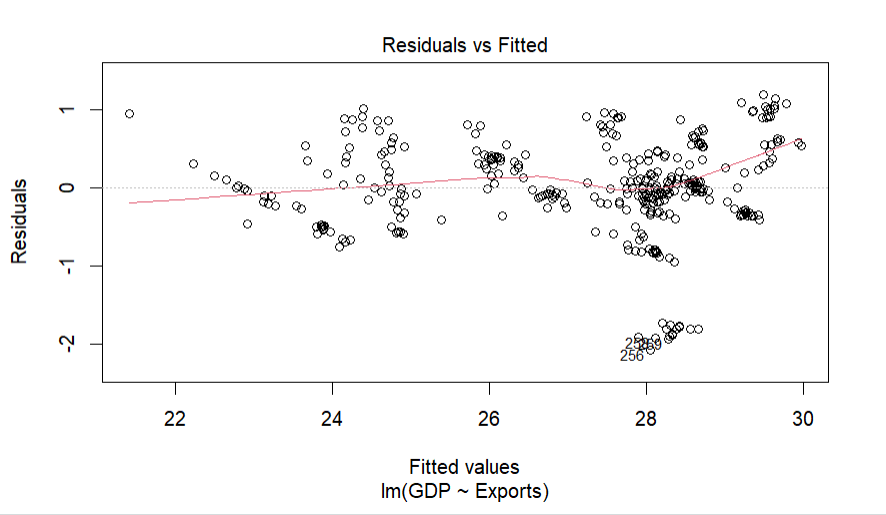 Residuals vs Fitted
Residuals
1
0
-1
-2
256
22
24
26
28
30
Fitted values
lm(GDP ~ Exports)